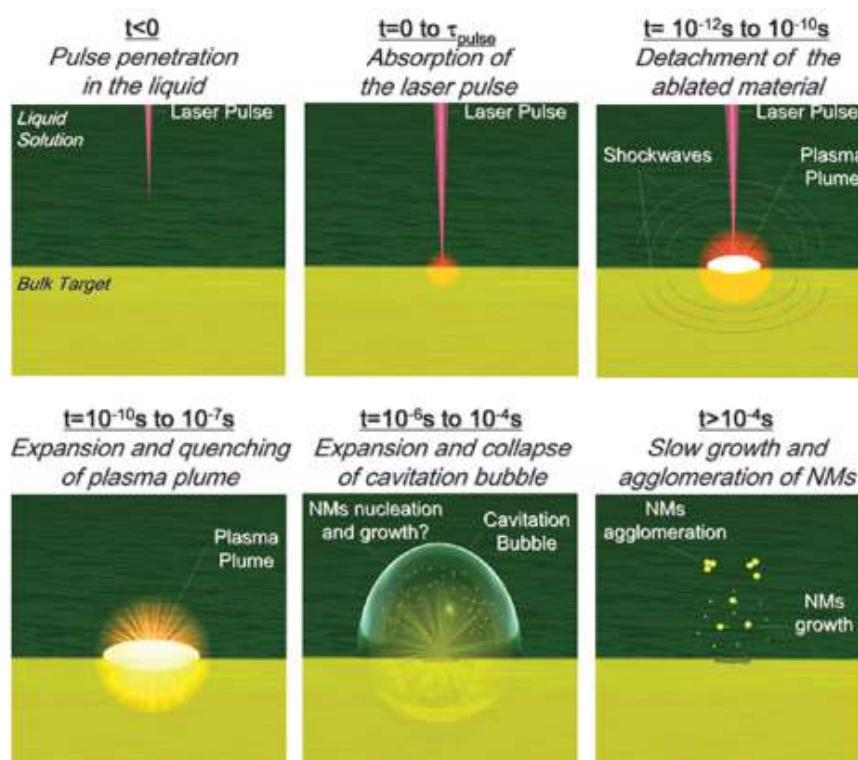 t<0
Pulse penetration
in the liquid
Laser Pulse
Liquid
Solution
Bulk Target
t=0 to τpulse
Absorption of
the laser pulse
Laser Pulse
t= 10⁻¹²s to 10⁻¹⁰s
Detachment of the
ablated material
Laser Pulse
Shockwaves
Plasma
Plume
t=10⁻¹⁰s to 10⁻⁷s
Expansion and quenching
of plasma plume
Plasma
Plume
t=10⁻⁶s to 10⁻⁴s
Expansion and collapse
of cavitation bubble
NMs nucleation
and growth?
Cavitation
Bubble
t>10⁻⁴s
Slow growth and
agglomeration of NMs
NMs
agglomeration
NMs
growth